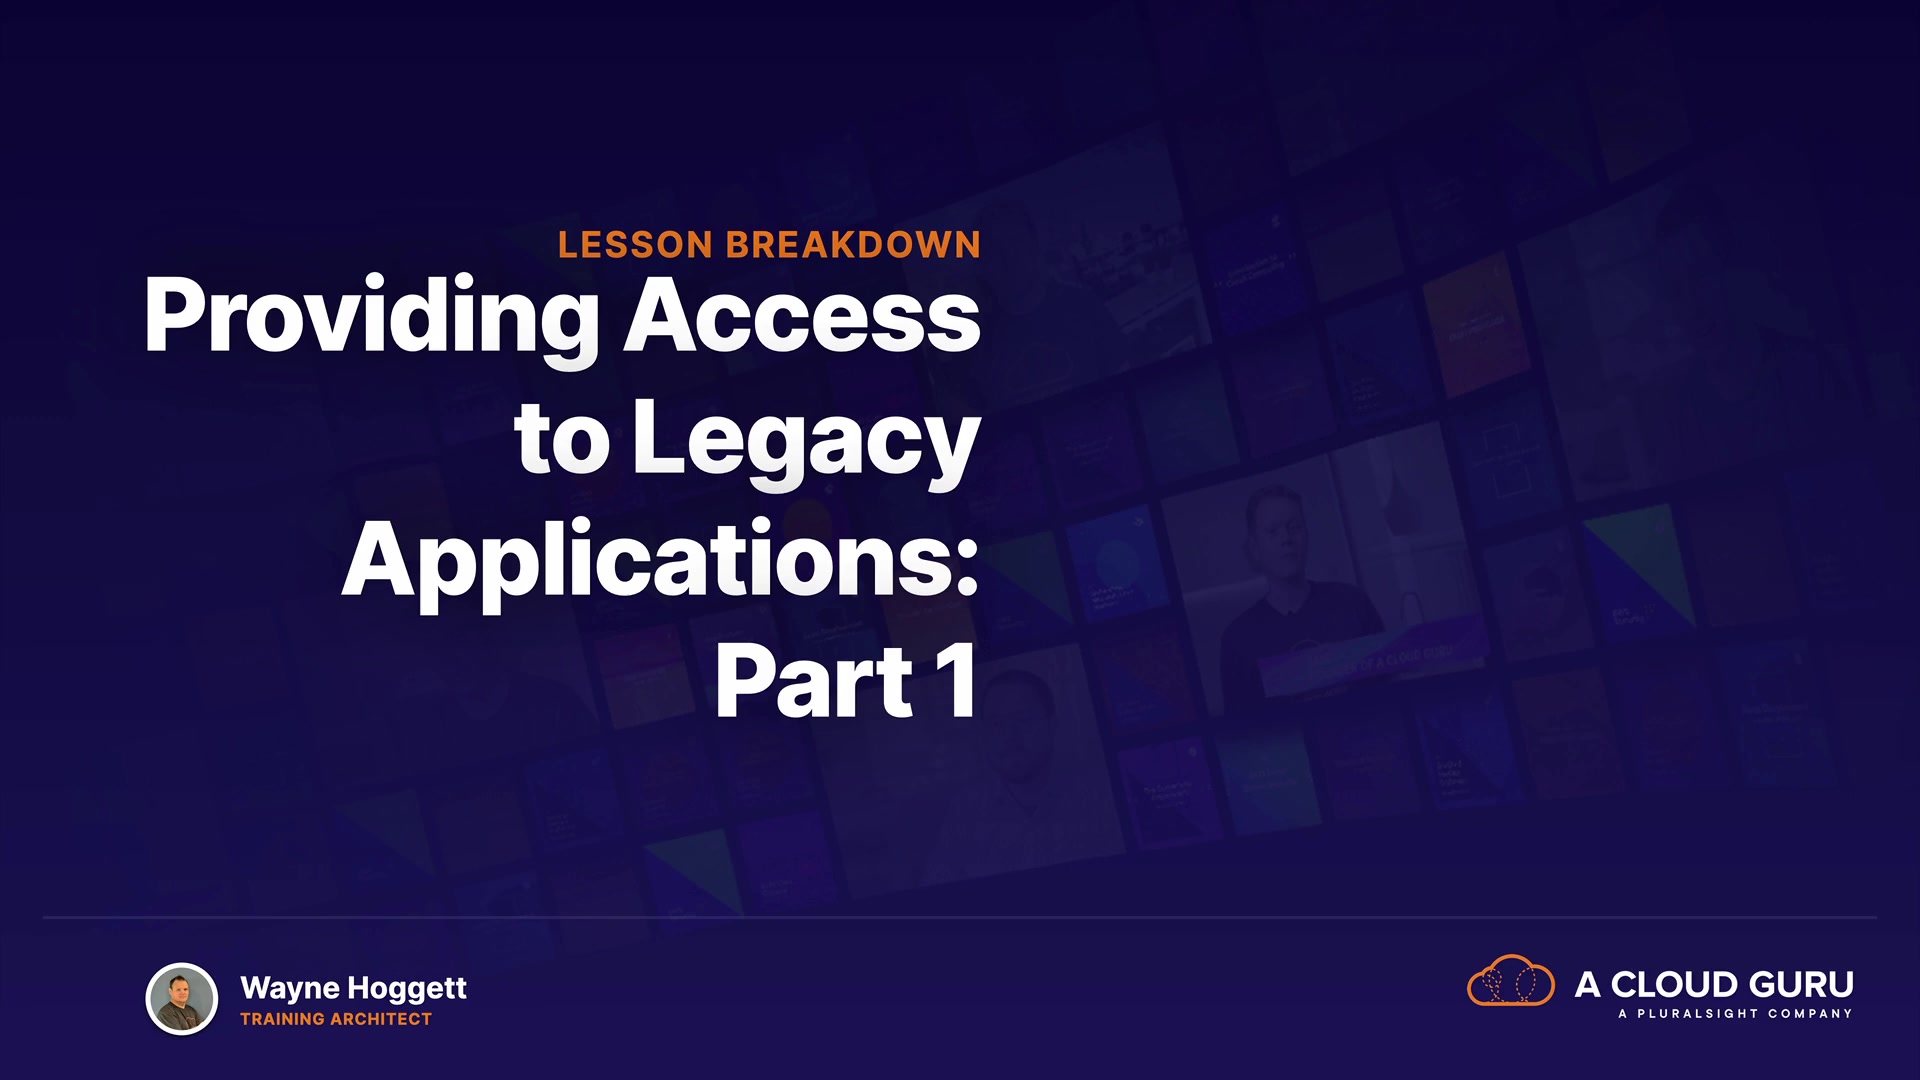 LESSON BREAKDOWN
Providing Access
to Legacy
Applications:
Part 1
Wayne Hoggett
TRAINING ARCHITECT
A CLOUD GURU
A PLURALSIGHT COMPANY